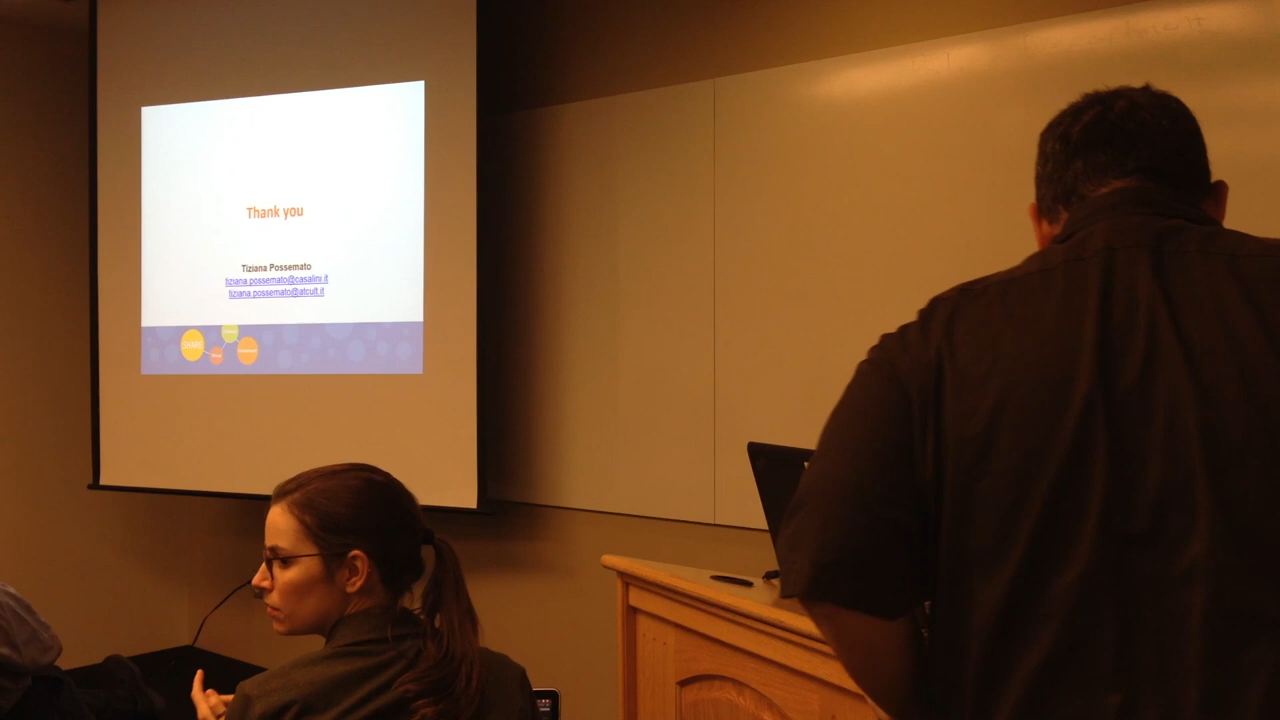 Thank you
Tiziana Possemato
tiziana.possemato@casalini.it
tiziana.possemato@atcult.it
SHARE